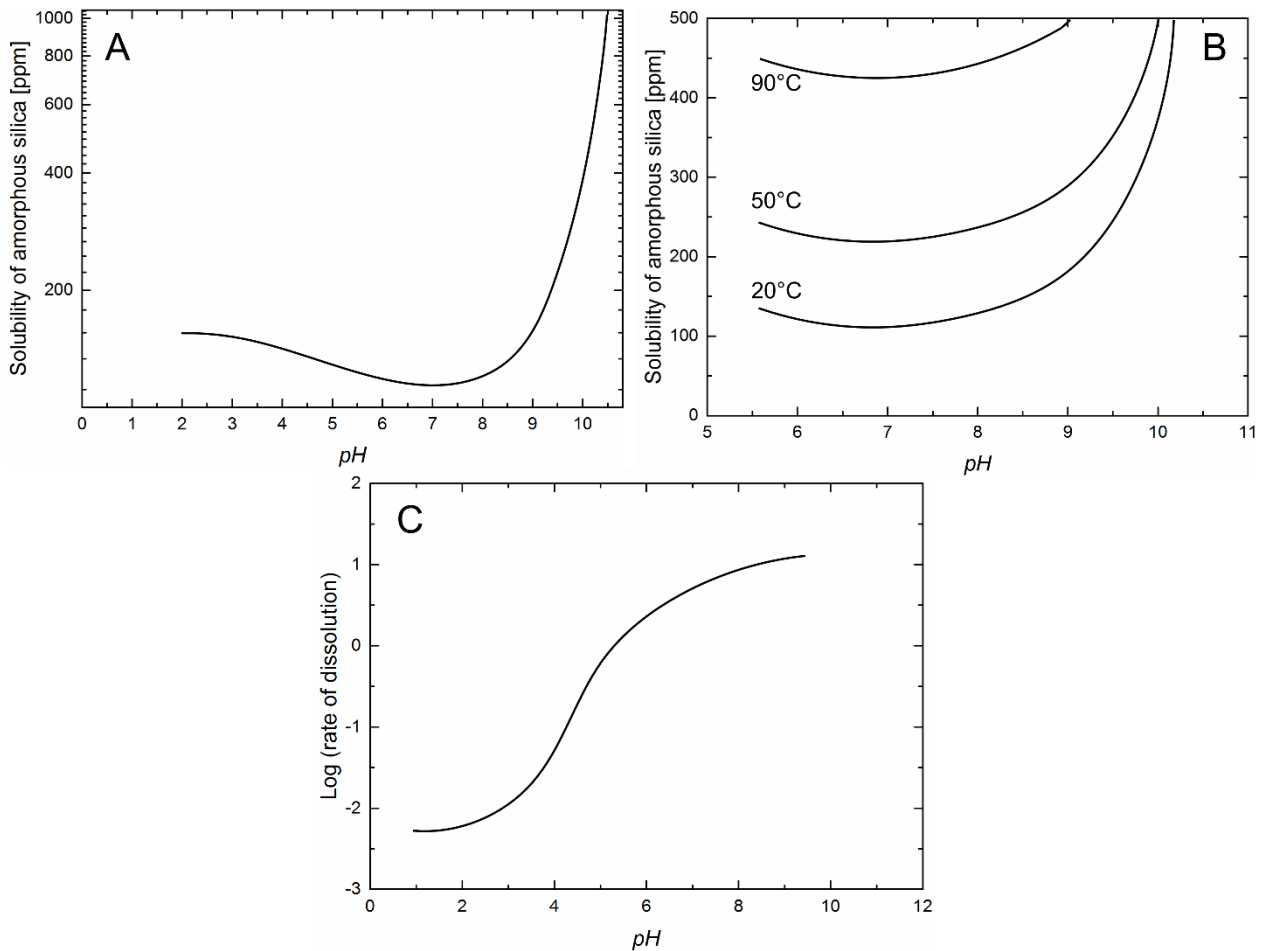 A
Solubility of amorphous silica [ppm]
1000
800
600
400
200
0 1 2 3 4 5 6 7 8 9 10
pH
B
Solubility of amorphous silica [ppm]
500
400
300
200
100
0
90°C
50°C
20°C
5 6 7 8 9 10 11
pH
C
Log (rate of dissolution)
2
1
0
-1
-2
-3
0 2 4 6 8 10 12
pH